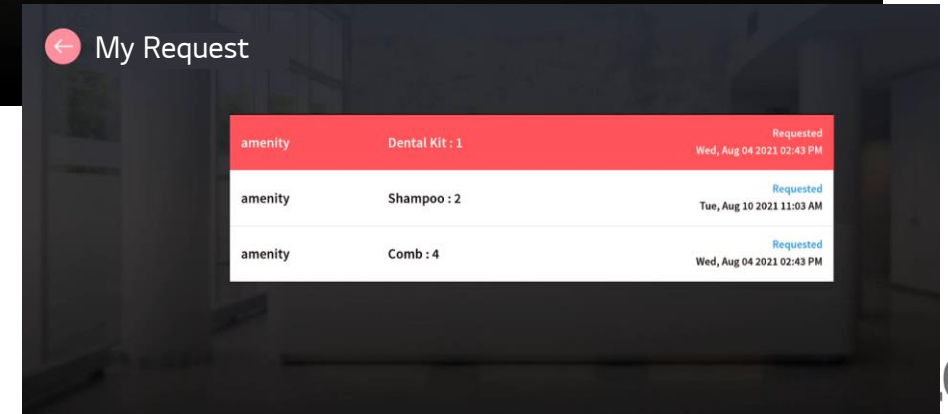 My Request
amenity
Dental Kit : 1
Requested
Wed, Aug 04 2021 02:43 PM
amenity
Shampoo : 2
Requested
Tue, Aug 10 2021 11:03 AM
amenity
Comb : 4
Requested
Wed, Aug 04 2021 02:43 PM